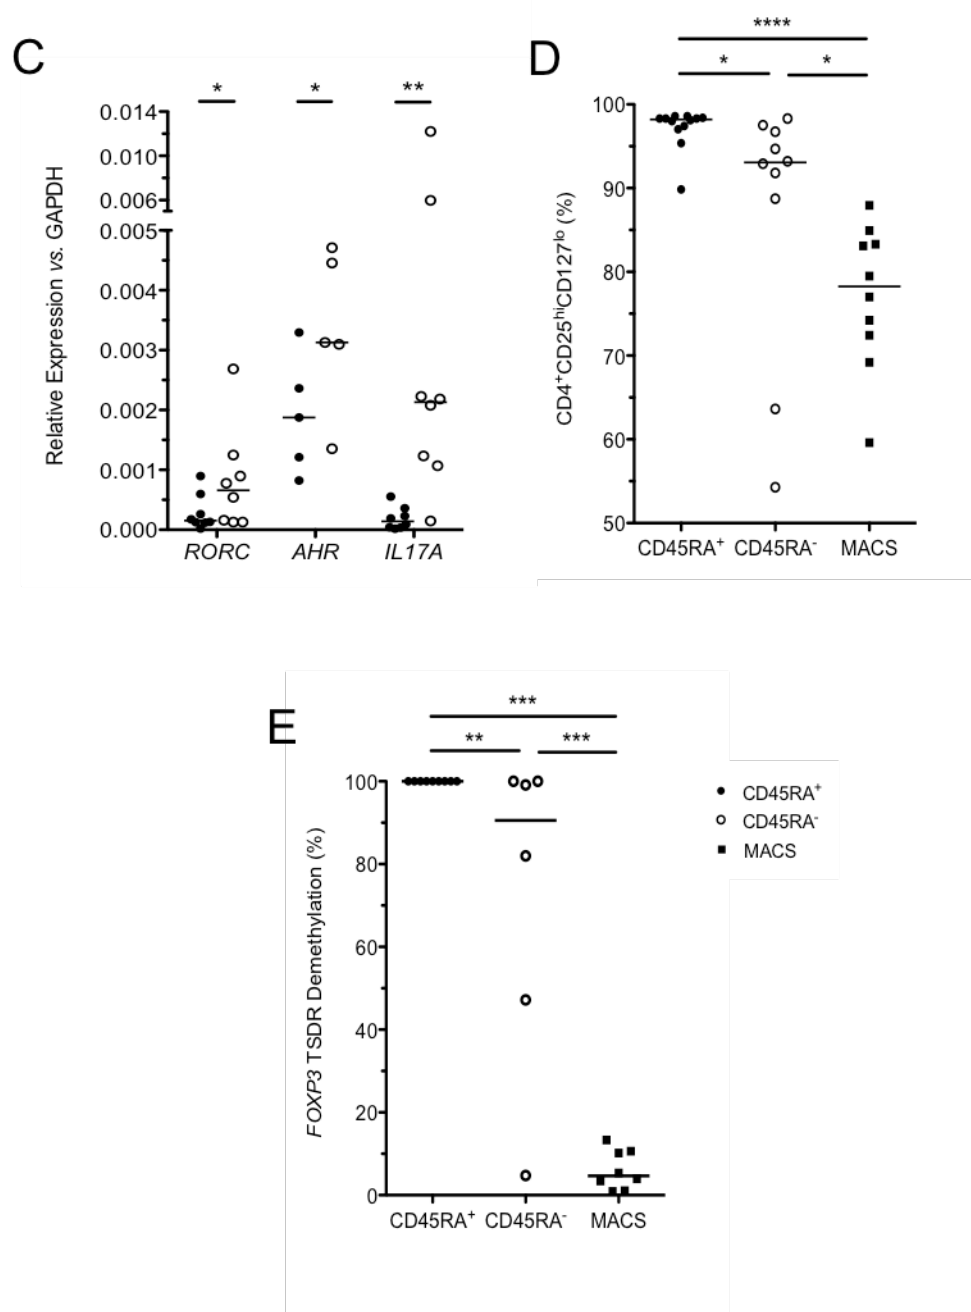 C
* * **
Relative Expression vs. GAPDH
0.014
0.010
0.006
0.005
0.004
0.003
0.002
0.001
0.000
RORC AHR IL17A
D
****
* *
CD4⁺CD25ʰⁱCD127ˡᵒ (%)
100
90
80
70
60
50
CD45RA⁺ CD45RA⁻ MACS
E
***
** ***
FOXP3 TSDR Demethylation (%)
100
80
60
40
20
0
CD45RA⁺ CD45RA⁻ MACS
CD45RA⁺
CD45RA⁻
MACS